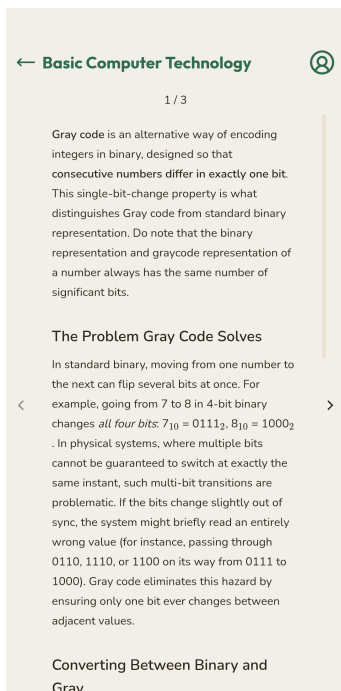 Basic Computer Technology
1 / 3
Gray code is an alternative way of encoding
integers in binary, designed so that
consecutive numbers differ in exactly one bit.
This single-bit-change property is what
distinguishes Gray code from standard binary
representation. Do note that the binary
representation and graycode representation of
a number always has the same number of
significant bits.
The Problem Gray Code Solves
In standard binary, moving from one number to
the next can flip several bits at once. For
example, going from 7 to 8 in 4-bit binary
changes all four bits: 7₁₀ = 0111₂, 8₁₀ = 1000₂
. In physical systems, where multiple bits
cannot be guaranteed to switch at exactly the
same instant, such multi-bit transitions are
problematic. If the bits change slightly out of
sync, the system might briefly read an entirely
wrong value (for instance, passing through
0110, 1110, or 1100 on its way from 0111 to
1000). Gray code eliminates this hazard by
ensuring only one bit ever changes between
adjacent values.
Converting Between Binary and
Gray